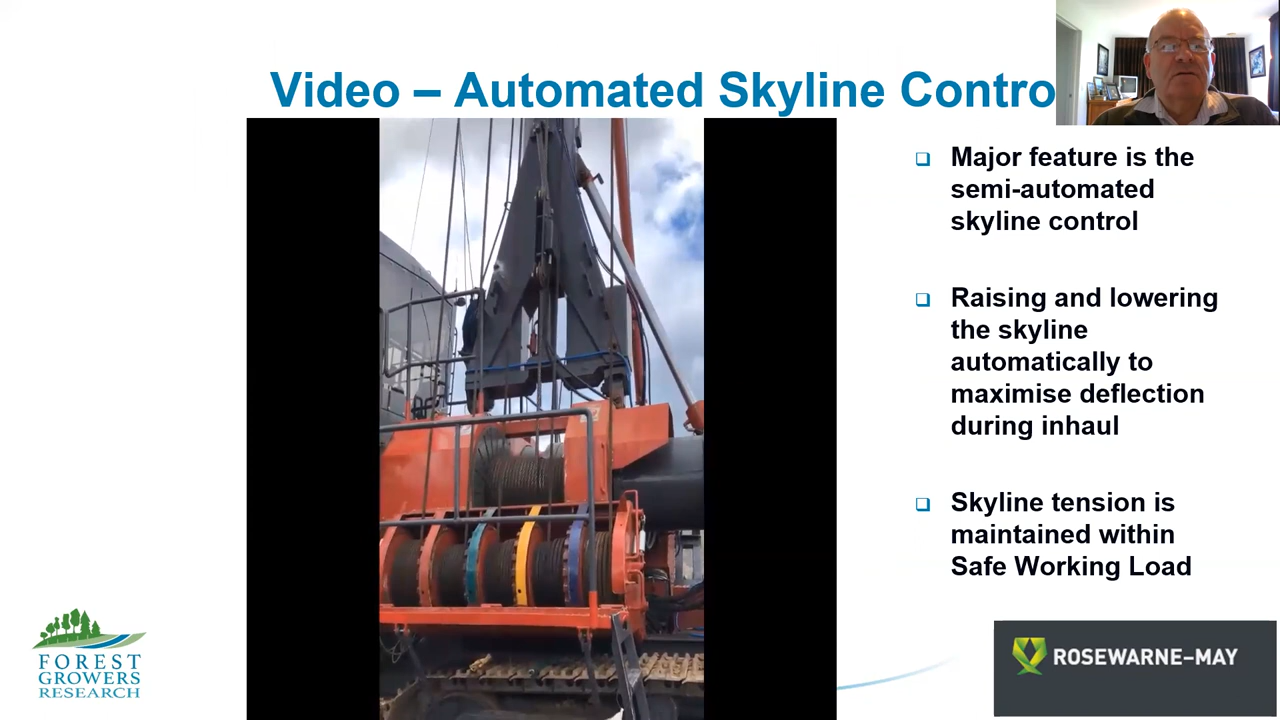 Video – Automated Skyline Contro
Major feature is the
semi-automated
skyline control
Raising and lowering
the skyline
automatically to
maximise deflection
during inhaul
Skyline tension is
maintained within
Safe Working Load
FOREST
GROWERS
RESEARCH
ROSEWARNE–MAY